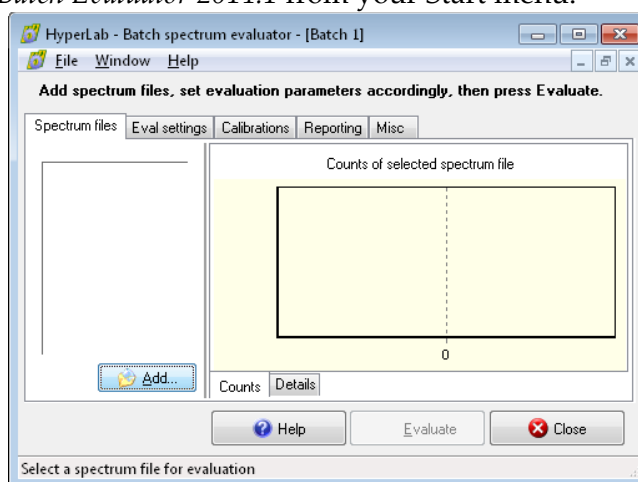 Batch Evaluator 2011.1 from your Start menu.
HyperLab - Batch spectrum evaluator - [Batch 1]
File Window Help
Add spectrum files, set evaluation parameters accordingly, then press Evaluate.
Spectrum files Eval settings Calibrations Reporting Misc
Counts of selected spectrum file
0
Add...
Counts Details
Help Evaluate Close
Select a spectrum file for evaluation